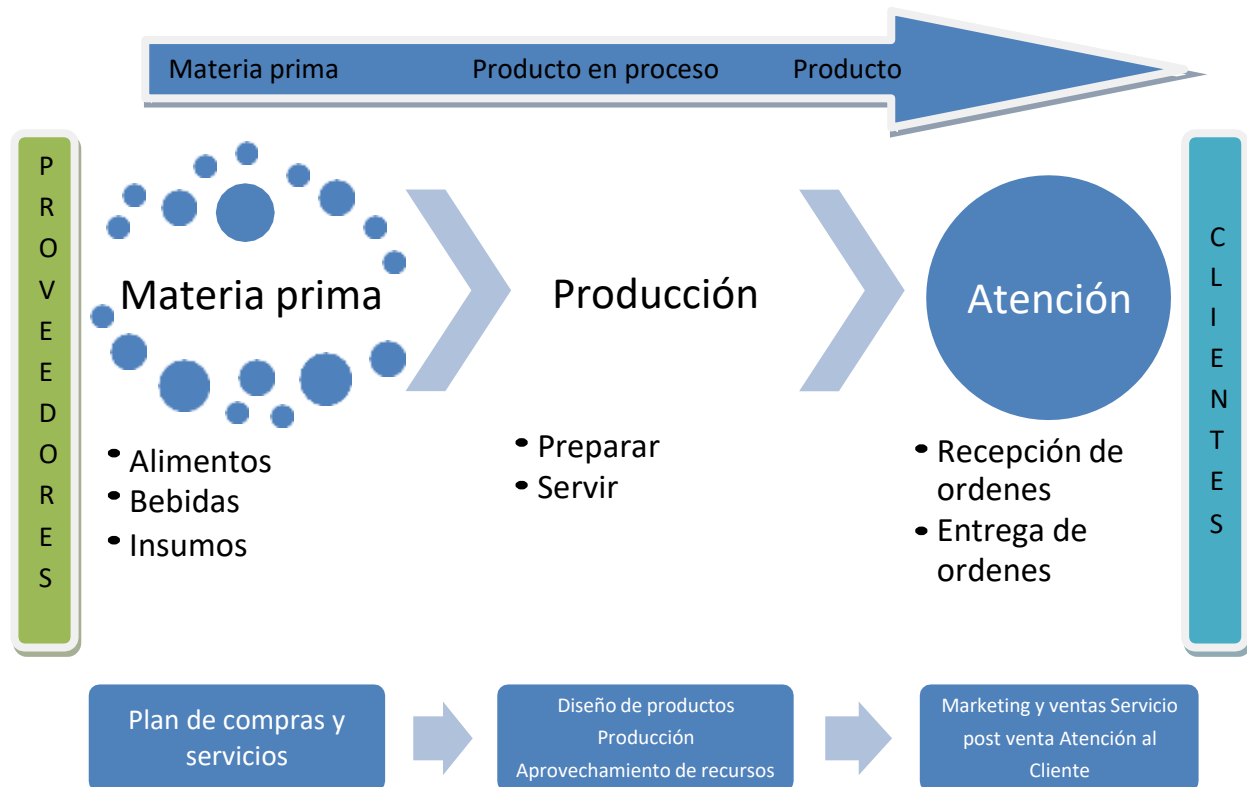 Materia prima Producto en proceso Producto
PROVEEDORES
Materia prima
Producción
Atención
CLIENTES
• Alimentos
• Bebidas
• Insumos
• Preparar
• Servir
• Recepción de
ordenes
• Entrega de
ordenes
Plan de compras y
servicios
Diseño de productos
Producción
Aprovechamiento de recursos
Marketing y ventas Servicio
post venta Atención al
Cliente